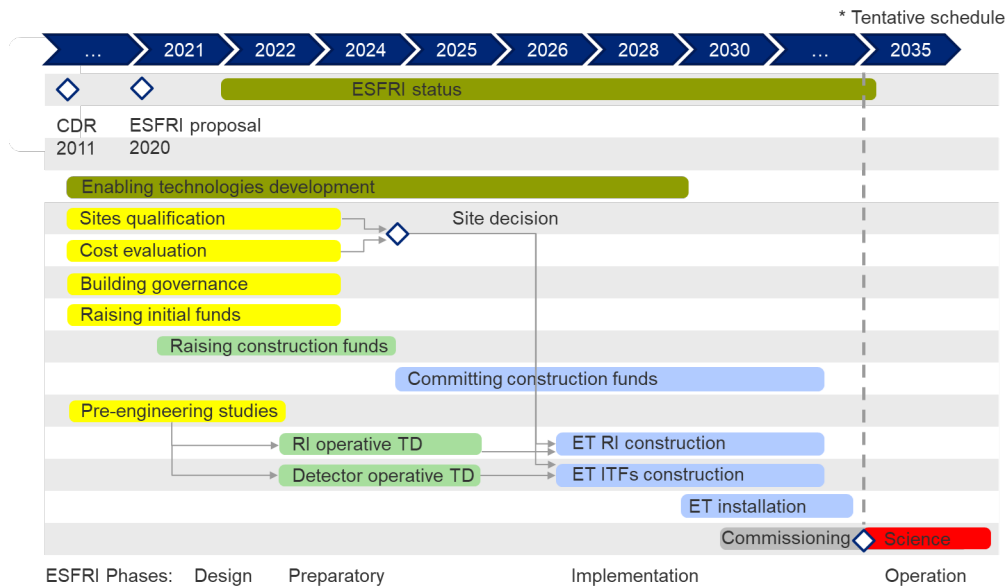 * Tentative schedule
... 2021 2022 2024 2025 2026 2028 2030 ... 2035
ESFRI status
CDR ESFRI proposal
2011 2020
Enabling technologies development
Sites qualification Site decision
Cost evaluation
Building governance
Raising initial funds
Raising construction funds
Committing construction funds
Pre-engineering studies
RI operative TD ET RI construction
Detector operative TD ET ITFs construction
ET installation
Commissioning Science
ESFRI Phases: Design Preparatory Implementation Operation